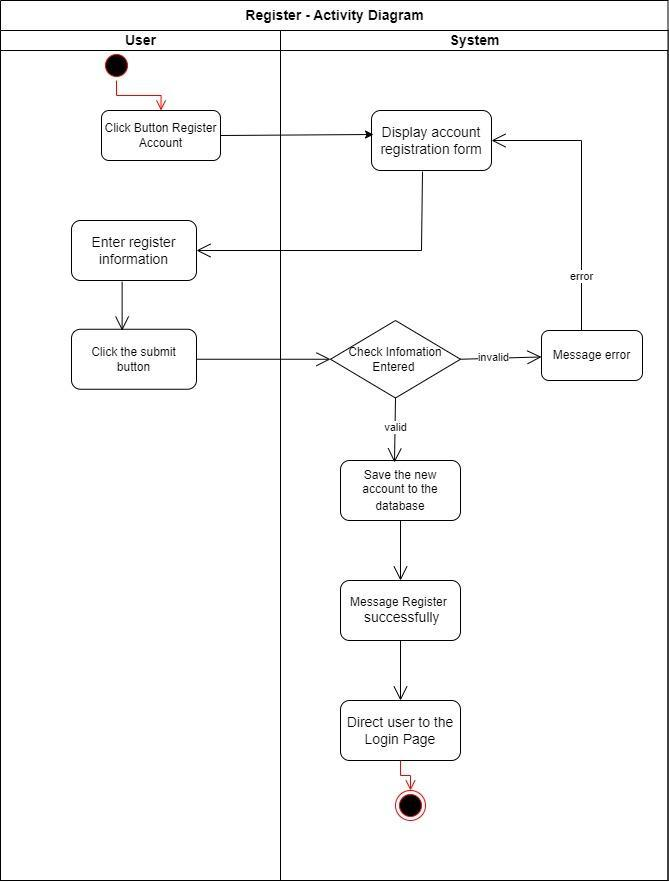 Register - Activity Diagram
User
System
Click Button Register
Account
Display account
registration form
Enter register
information
error
Click the submit
button
Check Infomation
Entered
invalid
Message error
valid
Save the new
account to the
database
Message Register
successfully
Direct user to the
Login Page